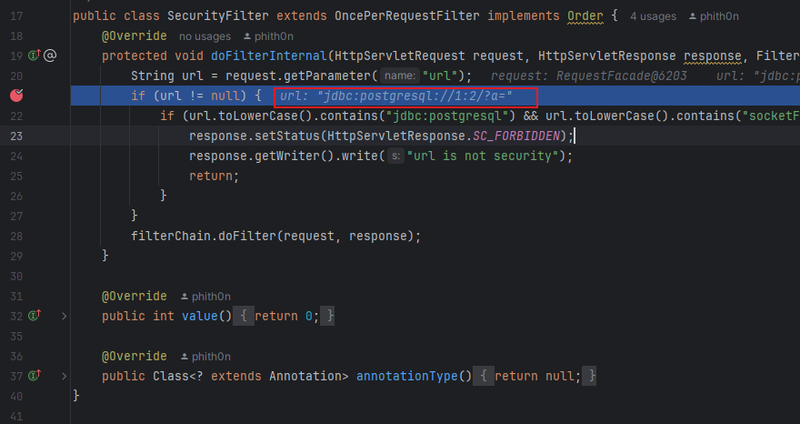 17 public class SecurityFilter extends OncePerRequestFilter implements Order { 4 usages phith0n
18 @Override no usages phith0n
19 protected void doFilterInternal(HttpServletRequest request, HttpServletResponse response, Filter
20 String url = request.getParameter( name: "url"); request: RequestFacade@6203 url: "jdbc:p
if (url != null) { url: "jdbc:postgresql://1:2/?a="
22 if (url.toLowerCase().contains("jdbc:postgresql") && url.toLowerCase().contains("socketF
23 response.setStatus(HttpServletResponse.SC_FORBIDDEN);
24 response.getWriter().write( s: "url is not security");
25 return;
26 }
27 }
28 filterChain.doFilter(request, response);
29 }
30
31 @Override phith0n
32 public int value() { return 0; }
35
36 @Override phith0n
37 public Class<? extends Annotation> annotationType() { return null; }
40 }
41